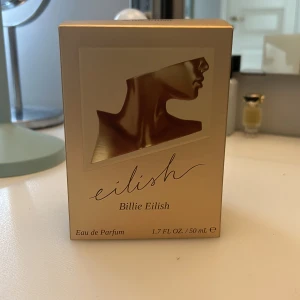 eilish
Billie Eilish
Eau de Parfum 1.7 FL OZ. / 50 mL ℮